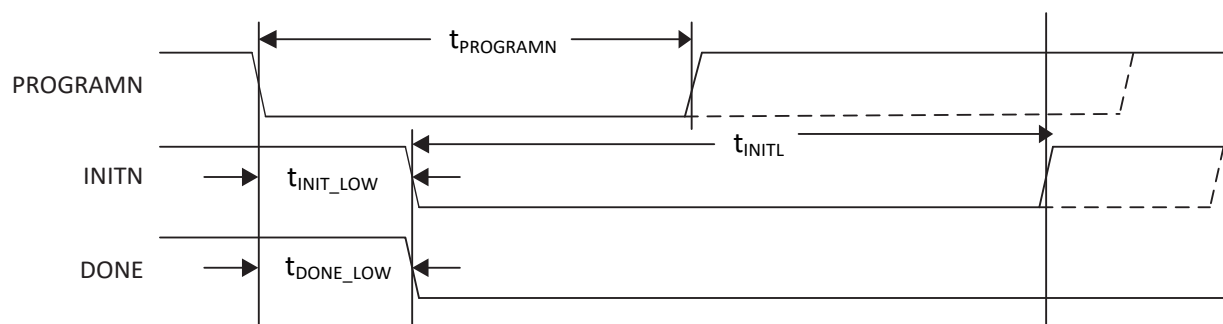 tPROGRAMN
PROGRAMN
tINITL
INITN
tINIT_LOW
DONE
tDONE_LOW